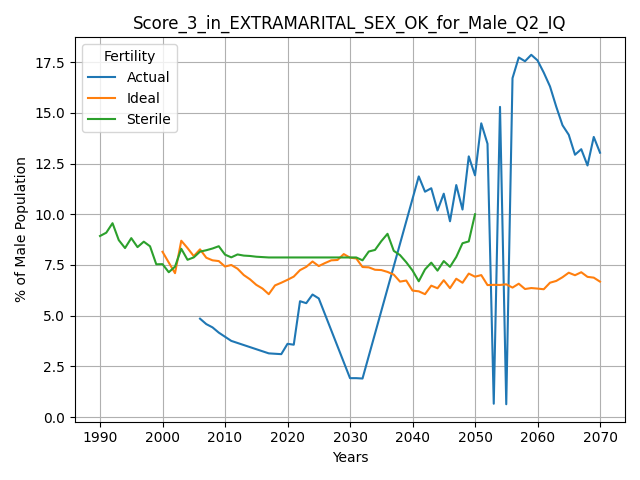 Score_3_in_EXTRAMARITAL_SEX_OK_for_Male_Q2_IQ
Fertility
Actual
Ideal
Sterile
% of Male Population
17.5
15.0
12.5
10.0
7.5
5.0
2.5
0.0
1990 2000 2010 2020 2030 2040 2050 2060 2070
Years